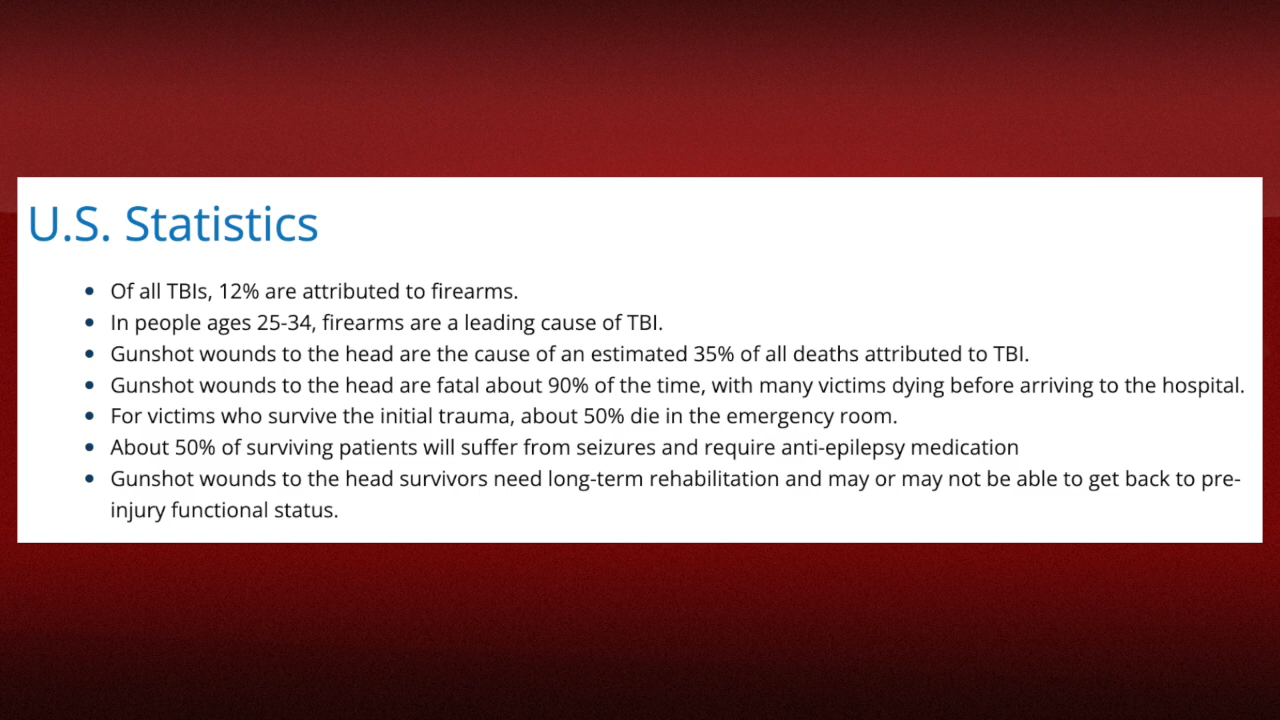 U.S. Statistics
Of all TBIs, 12% are attributed to firearms.
In people ages 25-34, firearms are a leading cause of TBI.
Gunshot wounds to the head are the cause of an estimated 35% of all deaths attributed to TBI.
Gunshot wounds to the head are fatal about 90% of the time, with many victims dying before arriving to the hospital.
For victims who survive the initial trauma, about 50% die in the emergency room.
About 50% of surviving patients will suffer from seizures and require anti-epilepsy medication
Gunshot wounds to the head survivors need long-term rehabilitation and may or may not be able to get back to pre-
injury functional status.